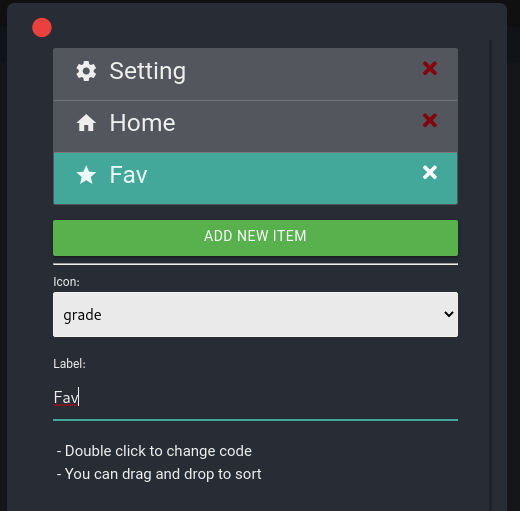 Setting
Home
Fav
ADD NEW ITEM
Icon:
grade
Label:
Fav
- Double click to change code
- You can drag and drop to sort